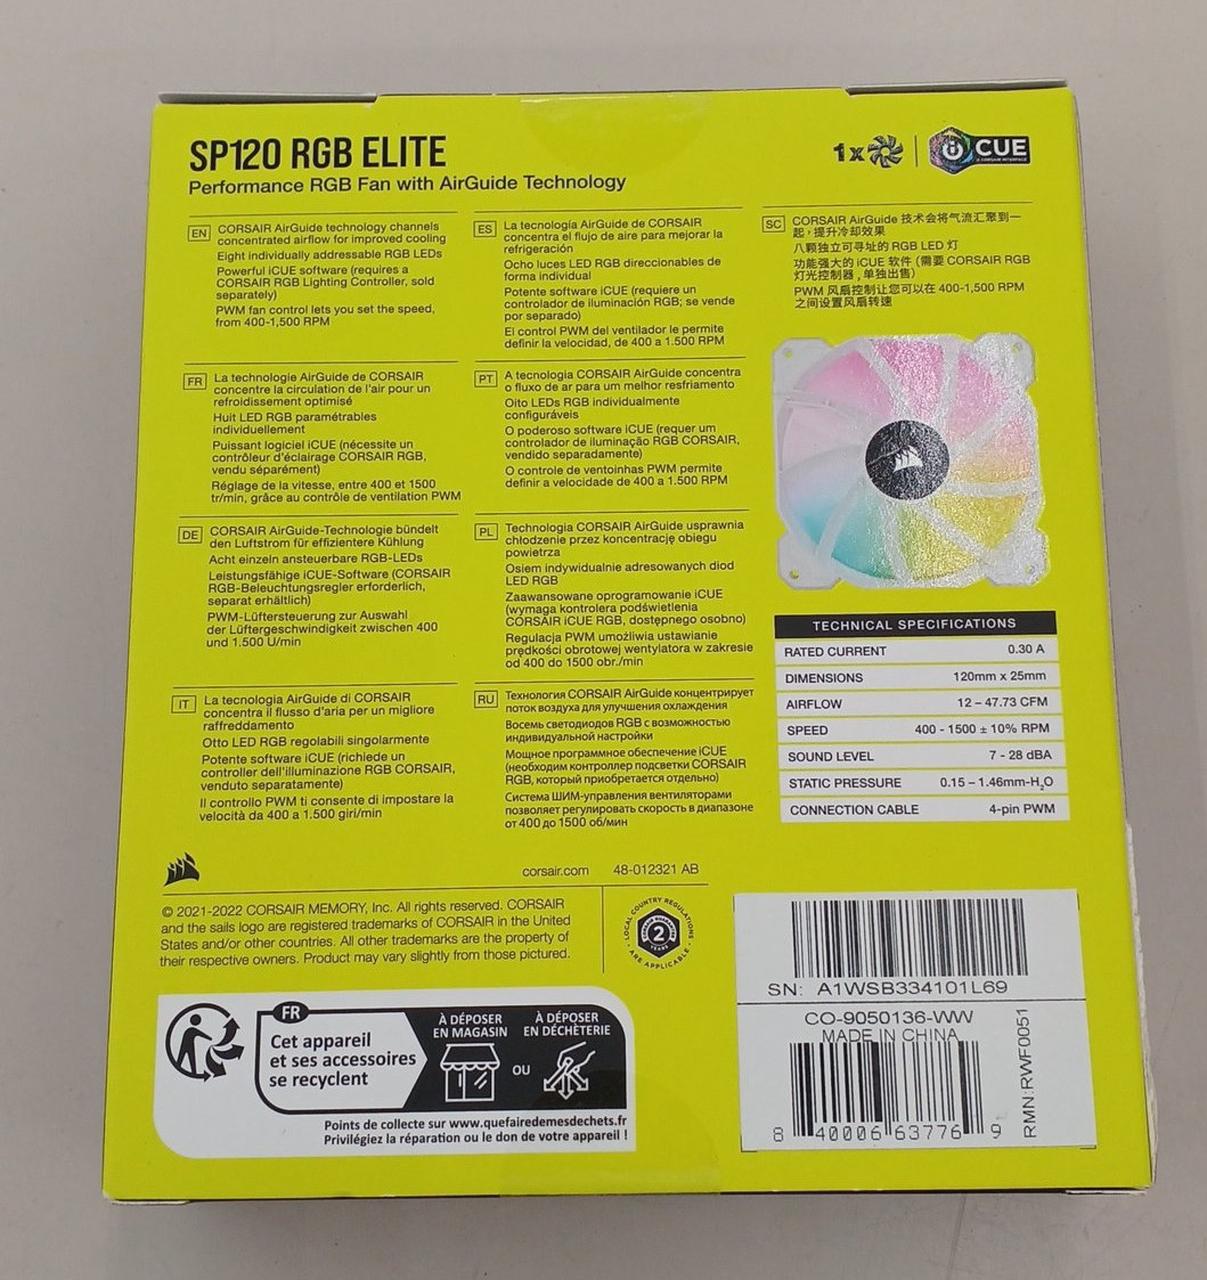 SP120 RGB ELITE
Performance RGB Fan with AirGuide Technology
1x
CUE
EN
CORSAIR AirGuide technology channels
concentrated airflow for improved cooling
Eight individually addressable RGB LEDs
Powerful iCUE software (requires a
CORSAIR RGB Lighting Controller, sold
separately)
PWM fan control lets you set the speed,
from 400-1,500 RPM
FR
La technologie AirGuide de CORSAIR
concentre la circulation de l'air pour un
refroidissement optimisé
Huit LED RGB paramétrables
individuellement
Puissant logiciel iCUE (nécessite un
contrôleur d'éclairage CORSAIR RGB,
vendu séparément)
Réglage de la vitesse, entre 400 et 1500
tr/min, grâce au contrôle de ventilation PWM
DE
CORSAIR AirGuide-Technologie bündelt
den Luftstrom für effizientere Kühlung
Acht einzeln ansteuerbare RGB-LEDs
Leistungsfähige iCUE-Software (CORSAIR
RGB-Beleuchtungsregler erforderlich,
separat erhältlich)
PWM-Lüftersteuerung zur Auswahl
der Lüftergeschwindigkeit zwischen 400
und 1.500 U/min
IT
La tecnologia AirGuide di CORSAIR
concentra il flusso d'aria per un migliore
raffreddamento
Otto LED RGB regolabili singolarmente
Potente software iCUE (richiede un
controller dell'illuminazione RGB CORSAIR,
venduto separatamente)
Il controllo PWM ti consente di impostare la
velocità da 400 a 1.500 giri/min
ES
La tecnología AirGuide de CORSAIR
concentra el flujo de aire para mejorar la
refrigeración
Ocho luces LED RGB direccionables de
forma individual
Potente software iCUE (requiere un
controlador de iluminación RGB; se vende
por separado)
El control PWM del ventilador le permite
definir la velocidad, de 400 a 1.500 RPM
PT
A tecnologia CORSAIR AirGuide concentra
o fluxo de ar para um melhor resfriamento
Oito LEDs RGB individualmente
configuráveis
O poderoso software iCUE (requer um
controlador de iluminação RGB CORSAIR,
vendido separadamente)
O controle de ventoinhas PWM permite
definir a velocidade de 400 a 1.500 RPM
PL
Technologia CORSAIR AirGuide usprawnia
chłodzenie przez koncentrację obiegu
powietrza
Osiem indywidualnie adresowanych diod
LED RGB
Zaawansowane oprogramowanie iCUE
(wymaga kontrolera podświetlenia
CORSAIR iCUE RGB, dostępnego osobno)
Regulacja PWM umożliwia ustawianie
prędkości obrotowej wentylatora w zakresie
od 400 do 1500 obr./min
RU
Технология CORSAIR AirGuide концентрирует
поток воздуха для улучшения охлаждения
Восемь светодиодов RGB с возможностью
индивидуальной настройки
Мощное программное обеспечение iCUE
(необходим контроллер подсветки CORSAIR
RGB, который приобретается отдельно)
Система ШИМ-управления вентиляторами
позволяет регулировать скорость в диапазоне
от 400 до 1500 об/мин
SC
CORSAIR AirGuide 技术会将气流汇聚到一
起，提升冷却效果
八颗独立可寻址的 RGB LED 灯
功能强大的 iCUE 软件 (需要 CORSAIR RGB
灯光控制器，单独出售)
PWM 风扇控制让您可以在 400-1,500 RPM
之间设置风扇转速
TECHNICAL SPECIFICATIONS
RATED CURRENT 0.30 A
DIMENSIONS 120mm x 25mm
AIRFLOW 12 – 47.73 CFM
SPEED 400 - 1500 ± 10% RPM
SOUND LEVEL 7 - 28 dBA
STATIC PRESSURE 0.15 – 1.46mm-H₂O
CONNECTION CABLE 4-pin PWM
corsair.com 48-012321 AB
© 2021-2022 CORSAIR MEMORY, Inc. All rights reserved. CORSAIR
and the sails logo are registered trademarks of CORSAIR in the United
States and/or other countries. All other trademarks are the property of
their respective owners. Product may vary slightly from those pictured.
LOCAL COUNTRY REGULATIONS
2
YEARS
ARE APPLICABLE
FR
Cet appareil
et ses accessoires
se recyclent
À DÉPOSER
EN MAGASIN
OU
À DÉPOSER
EN DÉCHÈTERIE
Points de collecte sur www.quefairedemesdechets.fr
Privilégiez la réparation ou le don de votre appareil !
SN: A1WSB334101L69
CO-9050136-WW
MADE IN CHINA
8 40006 63776 9
RMN:RWF0051